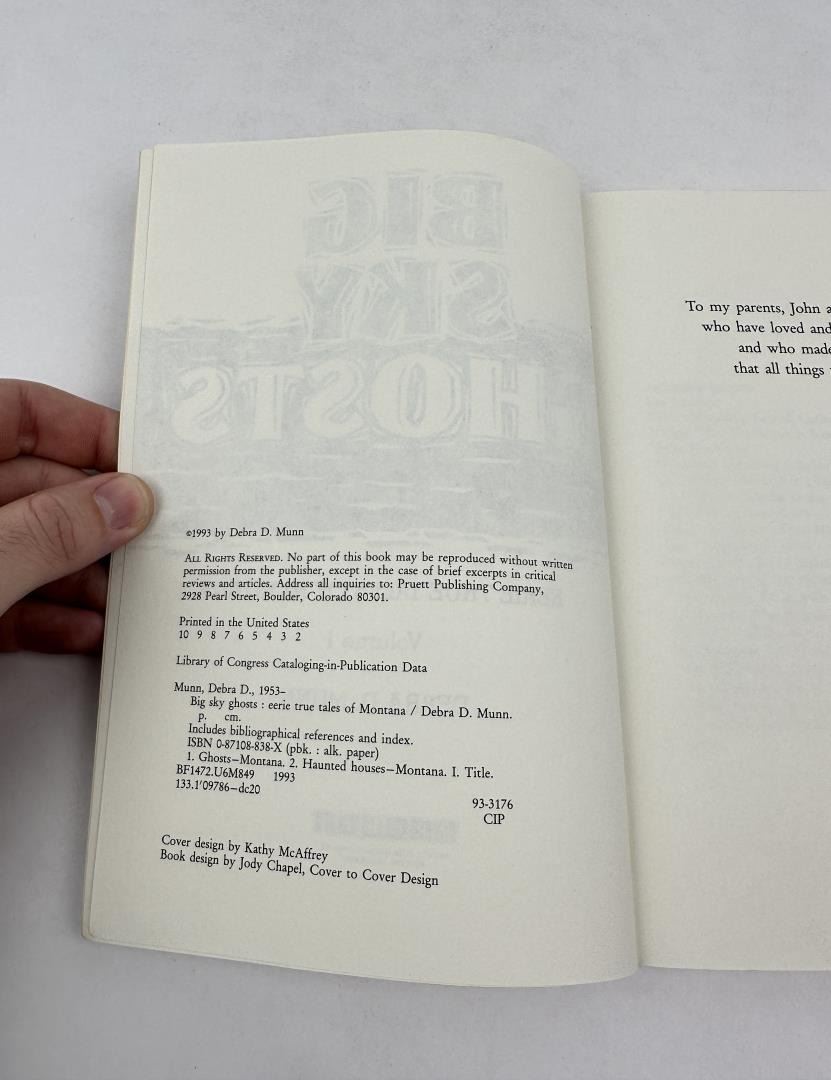 ©1993 by Debra D. Munn
ALL RIGHTS RESERVED. No part of this book may be reproduced without written
permission from the publisher, except in the case of brief excerpts in critical
reviews and articles. Address all inquiries to: Pruett Publishing Company,
2928 Pearl Street, Boulder, Colorado 80301.
Printed in the United States
10 9 8 7 6 5 4 3 2
Library of Congress Cataloging-in-Publication Data
Munn, Debra D., 1953–
Big sky ghosts : eerie true tales of Montana / Debra D. Munn.
p. cm.
Includes bibliographical references and index.
ISBN 0-87108-838-X (pbk. : alk. paper)
1. Ghosts—Montana. 2. Haunted houses—Montana. I. Title.
BF1472.U6M849 1993
133.1'09786—dc20
93-3176
CIP
Cover design by Kathy McAffrey
Book design by Jody Chapel, Cover to Cover Design
To my parents, John
who have loved and
and who made
that all things
BIG
SKY
HOSTS
Volume I